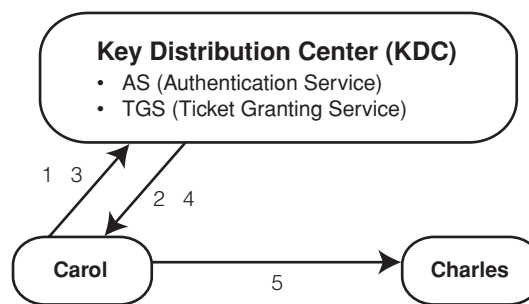 Key Distribution Center (KDC)
• AS (Authentication Service)
• TGS (Ticket Granting Service)
1 3
2 4
Carol
5
Charles